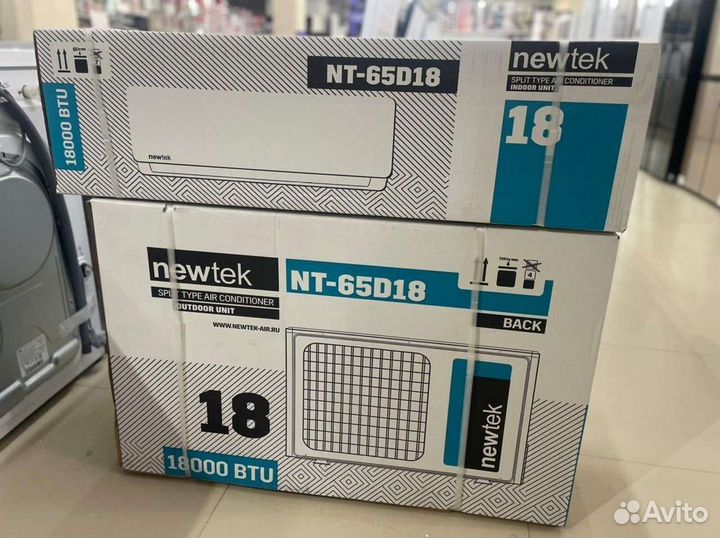 NT-65D18
newtek
SPLIT TYPE AIR CONDITIONER
INDOOR UNIT
18000 BTU
18
newtek
newtek
SPLIT TYPE AIR CONDITIONER
OUTDOOR UNIT
WWW.NEWTEK-AIR.RU
NT-65D18
4
BACK
18
18000 BTU
newtek
Avito